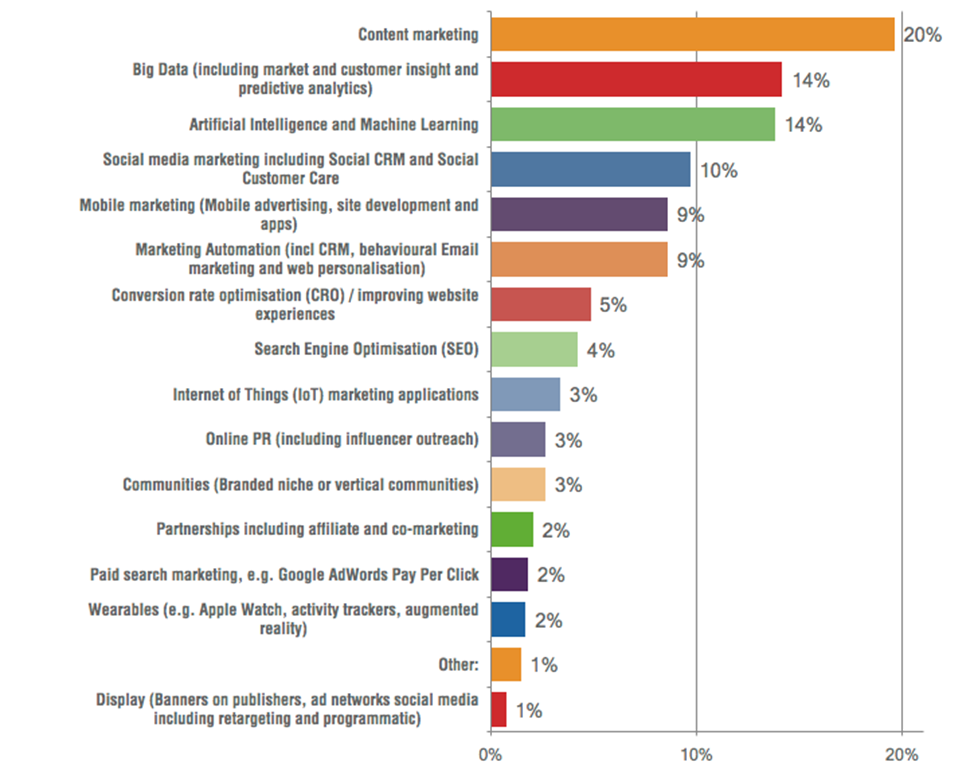 Content marketing
20%
Big Data (including market and customer insight and
predictive analytics)
14%
Artificial Intelligence and Machine Learning
14%
Social media marketing including Social CRM and Social
Customer Care
10%
Mobile marketing (Mobile advertising, site development and
apps)
9%
Marketing Automation (incl CRM, behavioural Email
marketing and web personalisation)
9%
Conversion rate optimisation (CRO) / improving website
experiences
5%
Search Engine Optimisation (SEO)
4%
Internet of Things (IoT) marketing applications
3%
Online PR (including influencer outreach)
3%
Communities (Branded niche or vertical communities)
3%
Partnerships including affiliate and co-marketing
2%
Paid search marketing, e.g. Google AdWords Pay Per Click
2%
Wearables (e.g. Apple Watch, activity trackers, augmented
reality)
2%
Other:
1%
Display (Banners on publishers, ad networks social media
including retargeting and programmatic)
1%
0%
10%
20%